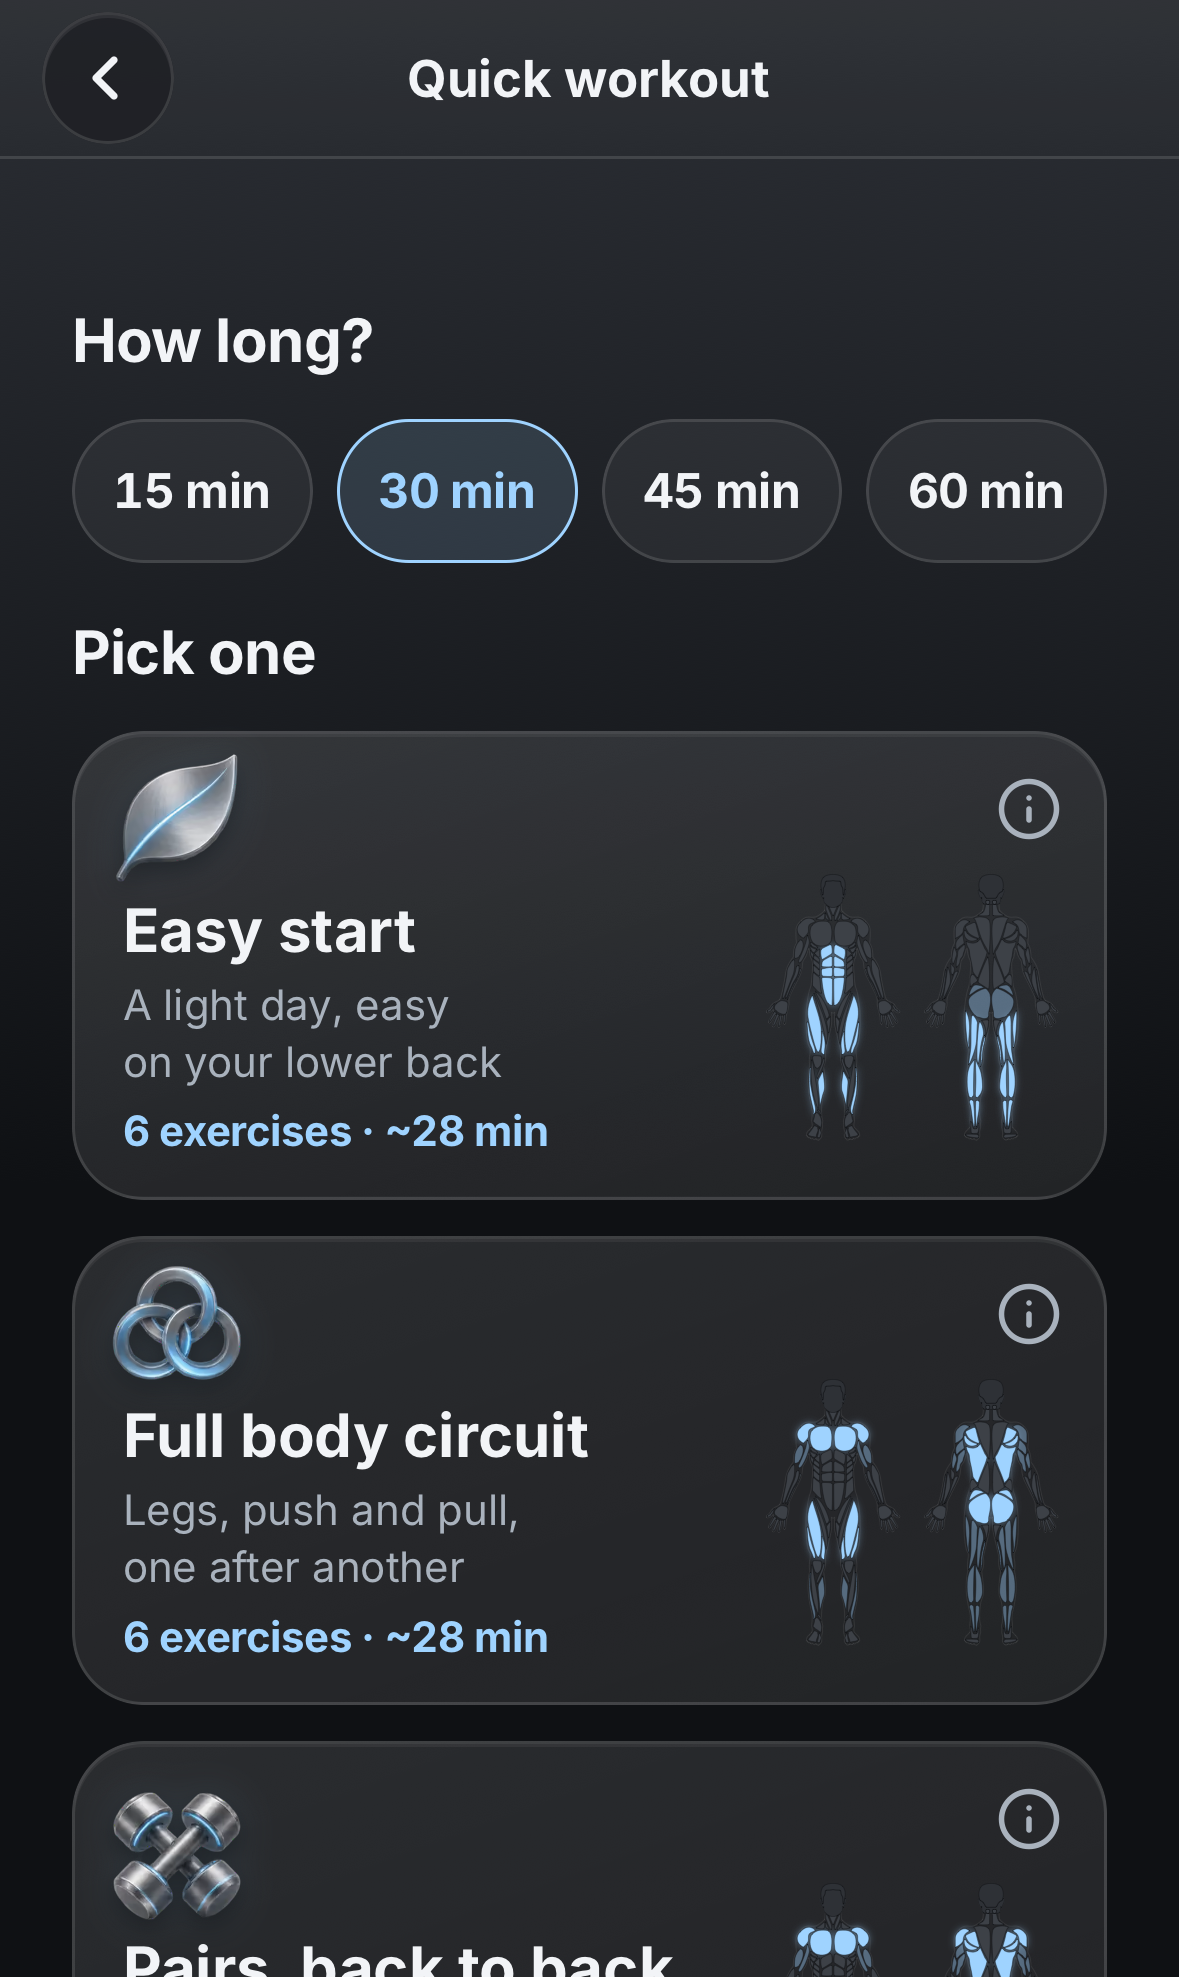 Quick workout
How long?
15 min
30 min
45 min
60 min
Pick one
Easy start
A light day, easy
on your lower back
6 exercises · ~28 min
Full body circuit
Legs, push and pull,
one after another
6 exercises · ~28 min
Pairs, back to back